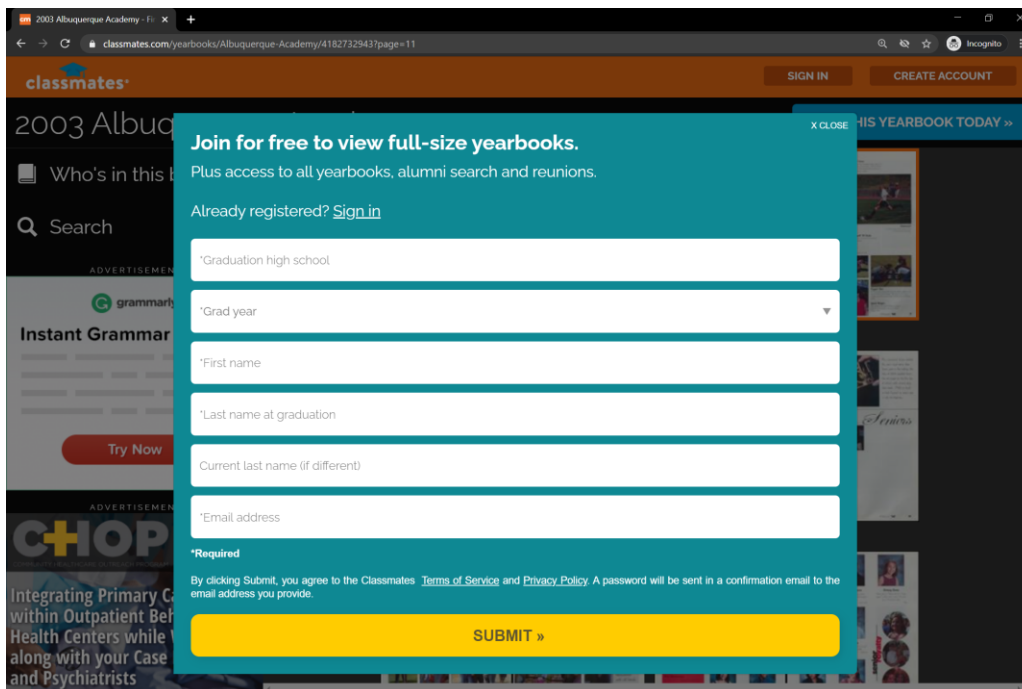 2003 Albuquerque Academy - Fi
classmates.com/yearbooks/Albuquerque-Academy/4182732943?page=11
Incognito
classmates
SIGN IN
CREATE ACCOUNT
2003 Albuq
HIS YEARBOOK TODAY »
X CLOSE
Join for free to view full-size yearbooks.
Plus access to all yearbooks, alumni search and reunions.
Already registered? Sign in
Who's in this b
Search
*Graduation high school
*Grad year
*First name
*Last name at graduation
Current last name (if different)
*Email address
*Required
By clicking Submit, you agree to the Classmates Terms of Service and Privacy Policy. A password will be sent in a confirmation email to the
email address you provide.
SUBMIT »
ADVERTISEMEN
grammarly
Instant Grammar
Try Now
ADVERTISEMEN
CHOP
Integrating Primary Ca
within Outpatient Beh
Health Centers while
along with your Case
and Psychiatrists
Seniors